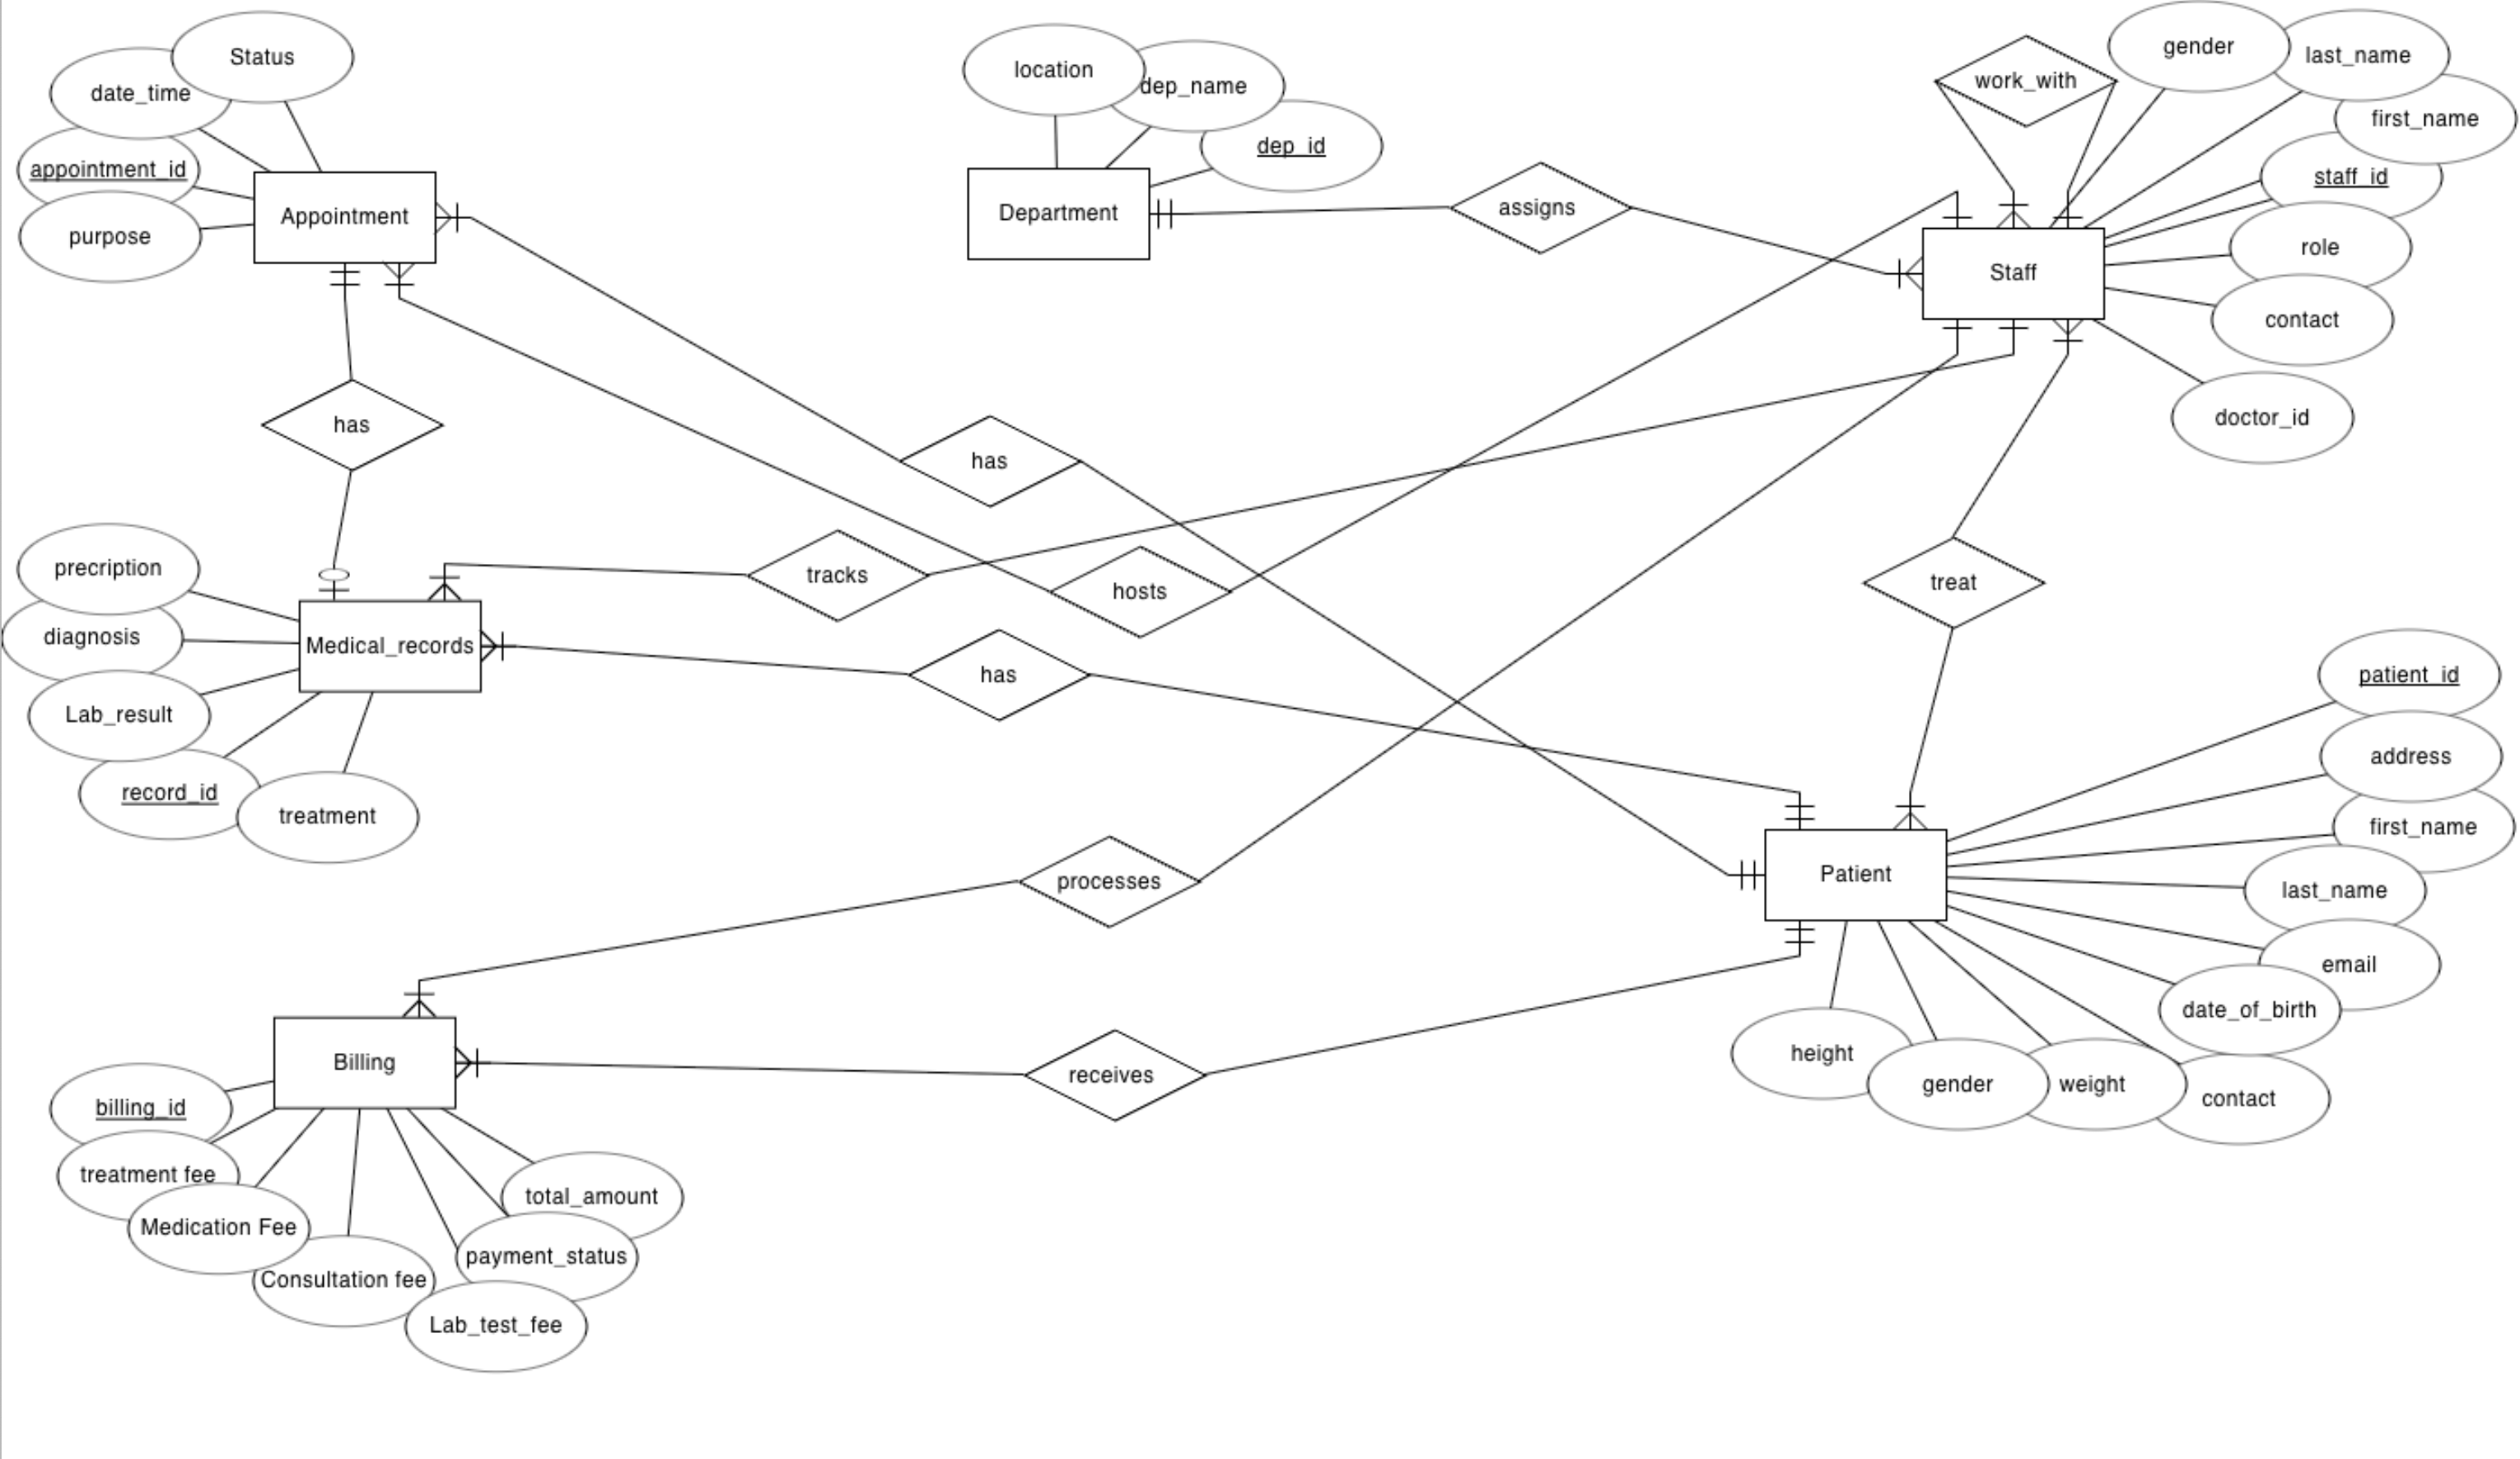 Status
date_time
appointment_id
purpose
Appointment
location
dep_name
dep_id
Department
assigns
work_with
gender
last_name
first_name
staff_id
role
contact
doctor_id
Staff
has
has
tracks
hosts
treat
precription
diagnosis
Lab_result
record_id
treatment
Medical_records
has
processes
patient_id
address
first_name
last_name
email
date_of_birth
contact
weight
gender
height
Patient
Billing
receives
billing_id
treatment fee
Medication Fee
Consultation fee
Lab_test_fee
payment_status
total_amount